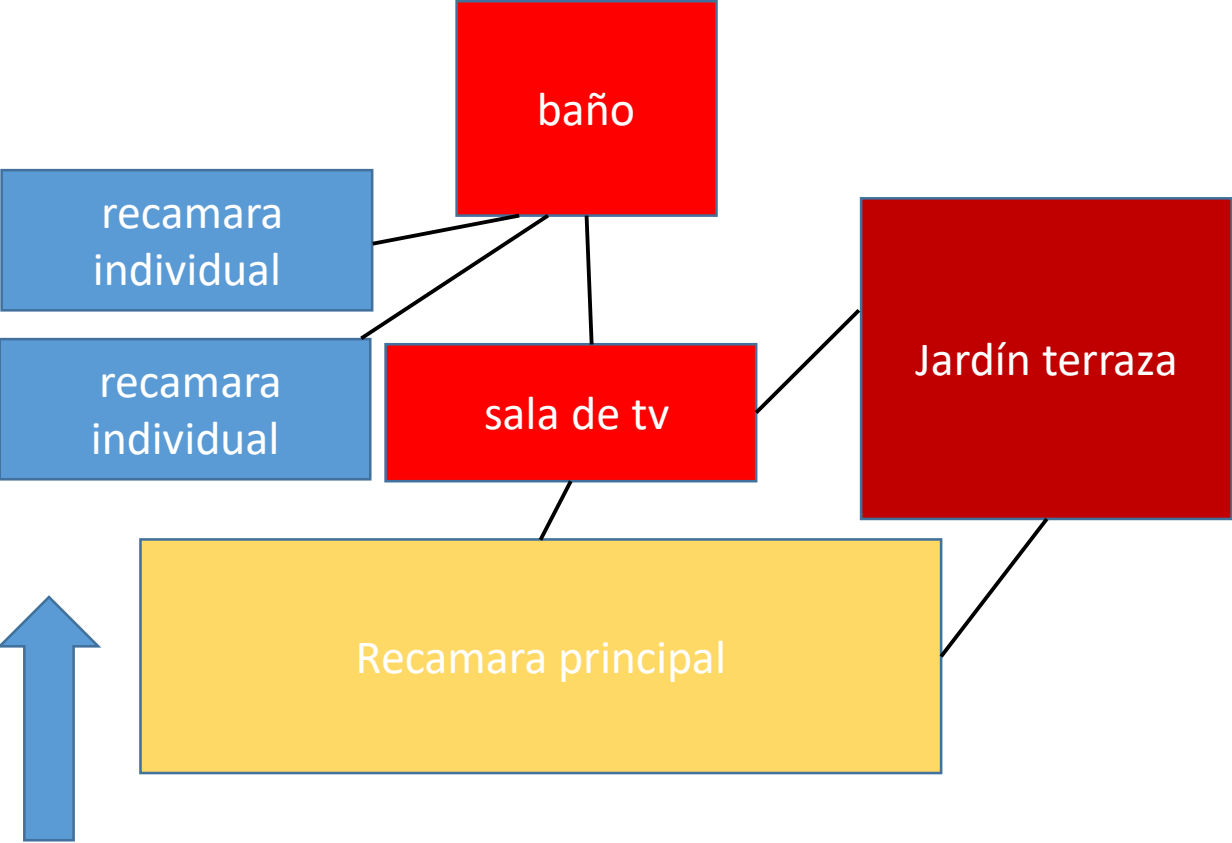 baño
recamara
individual
recamara
individual
sala de tv
Jardín terraza
Recamara principal